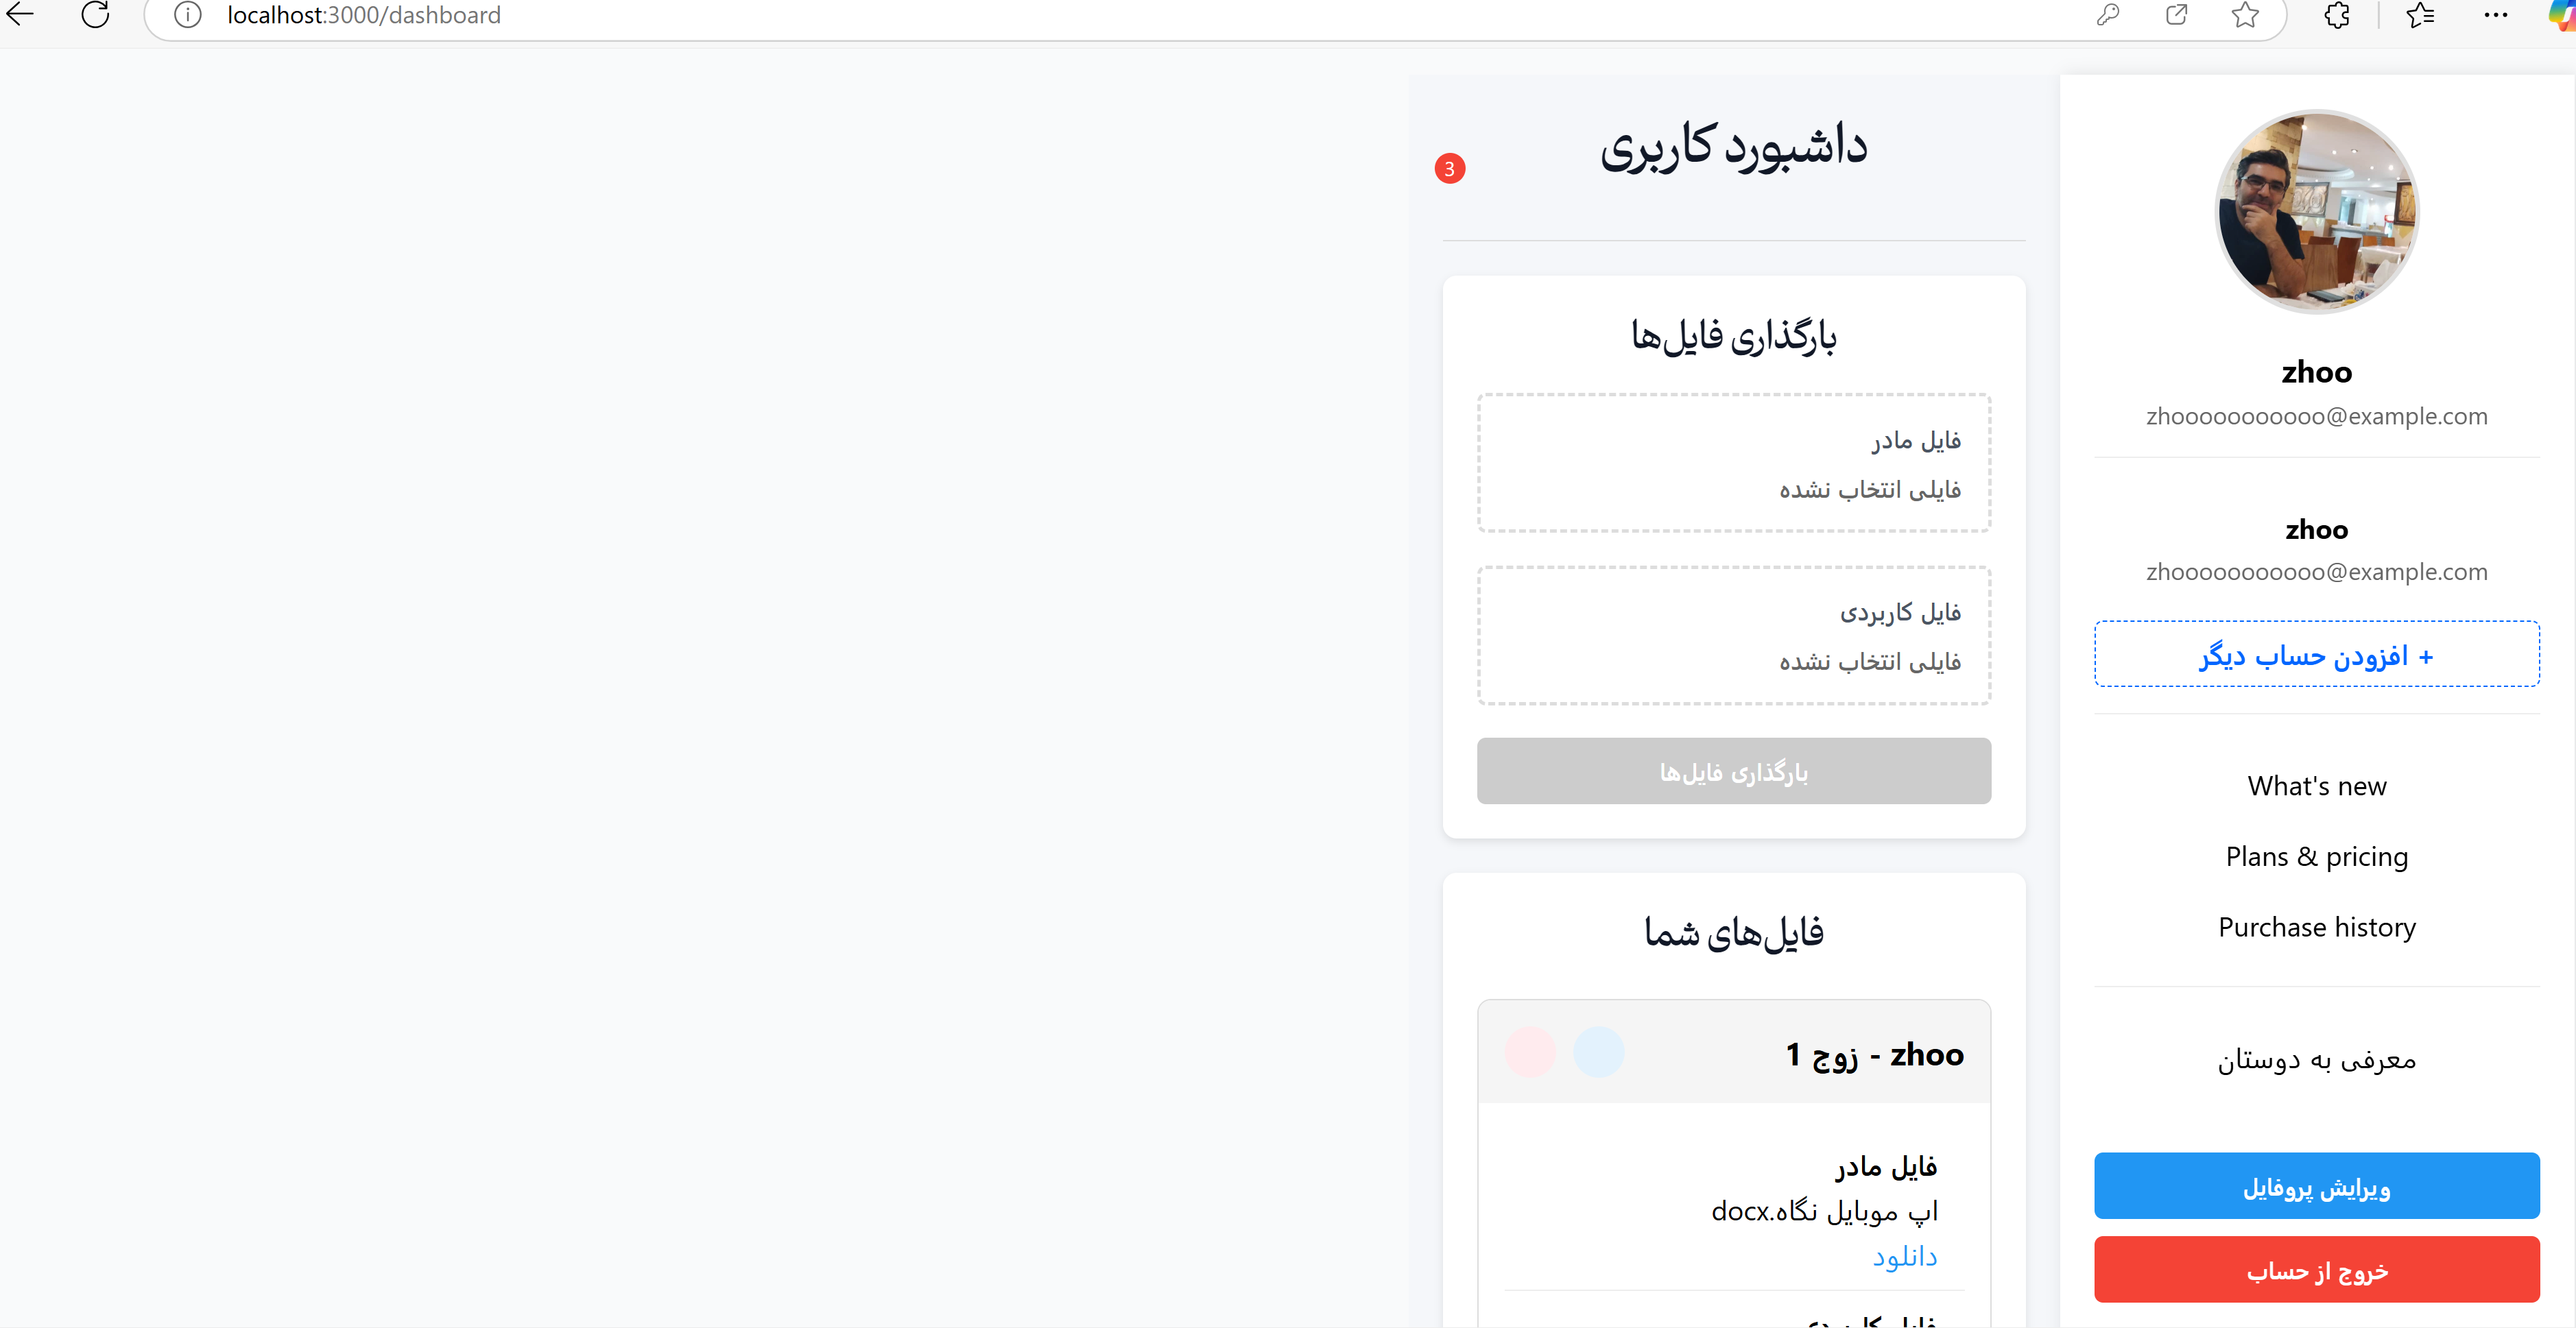 localhost:3000/dashboard
zhoo
zhooooooooooo@example.com
zhoo
zhooooooooooo@example.com
+ افزودن حساب دیگر
What's new
Plans & pricing
Purchase history
معرفی به دوستان
ویرایش پروفایل
خروج از حساب
داشبورد کاربری
3
بارگذاری فایل‌ها
فایل مادر
فایلی انتخاب نشده
فایل کاربردی
فایلی انتخاب نشده
بارگذاری فایل‌ها
فایل‌های شما
zhoo - زوج 1
فایل مادر
اپ موبایل نگاه.docx
دانلود